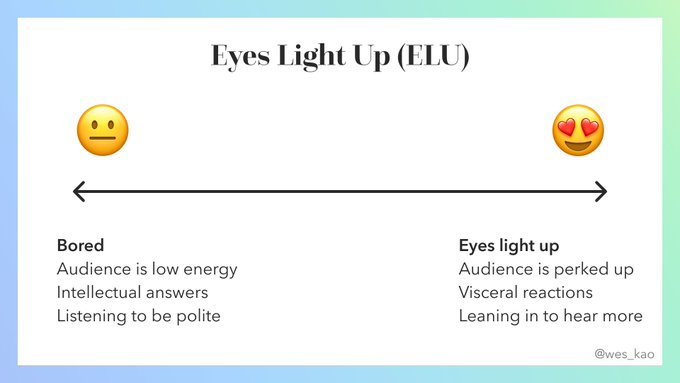 Eyes Light Up (ELU)
Bored
Audience is low energy
Intellectual answers
Listening to be polite
Eyes light up
Audience is perked up
Visceral reactions
Leaning in to hear more
@wes_kao